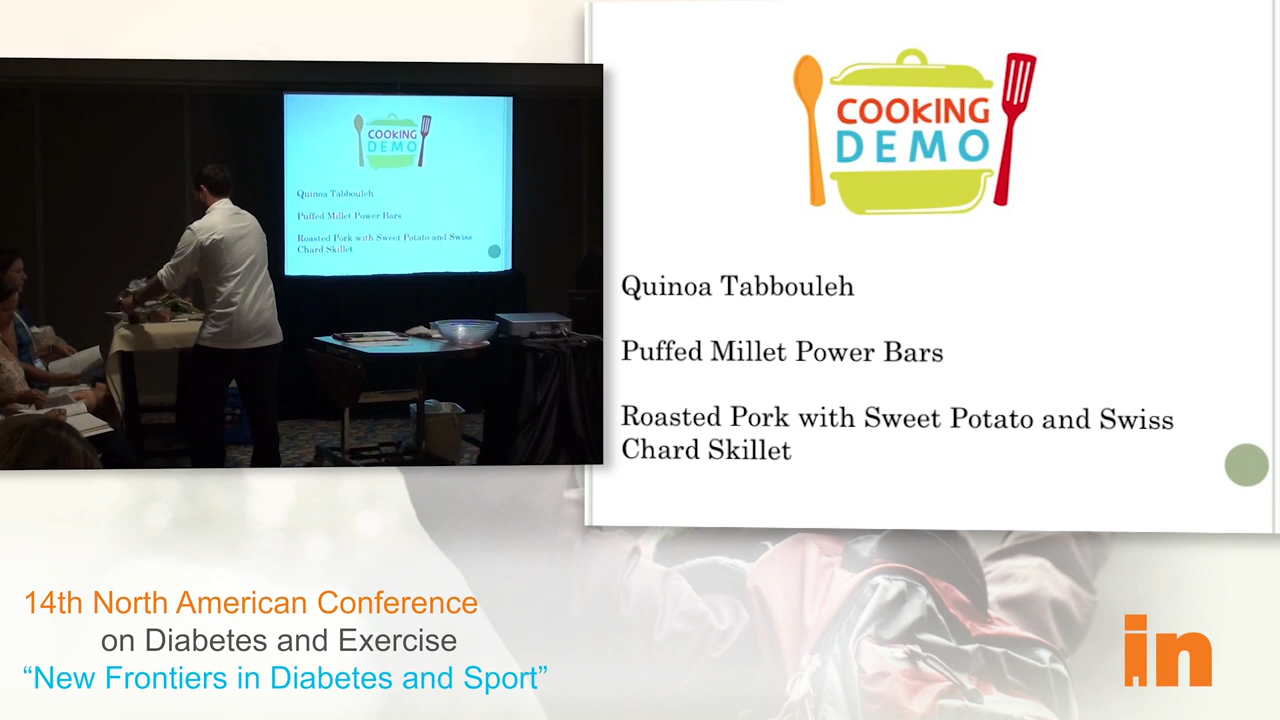 COOKING
DEMO
Quinoa Tabbouleh
Puffed Millet Power Bars
Roasted Pork with Sweet Potato and Swiss
Chard Skillet
COOKING
DEMO
Quinoa Tabbouleh
Puffed Millet Power Bars
Roasted Pork with Sweet Potato and Swiss
Chard Skillet
14th North American Conference
on Diabetes and Exercise
“New Frontiers in Diabetes and Sport”
in